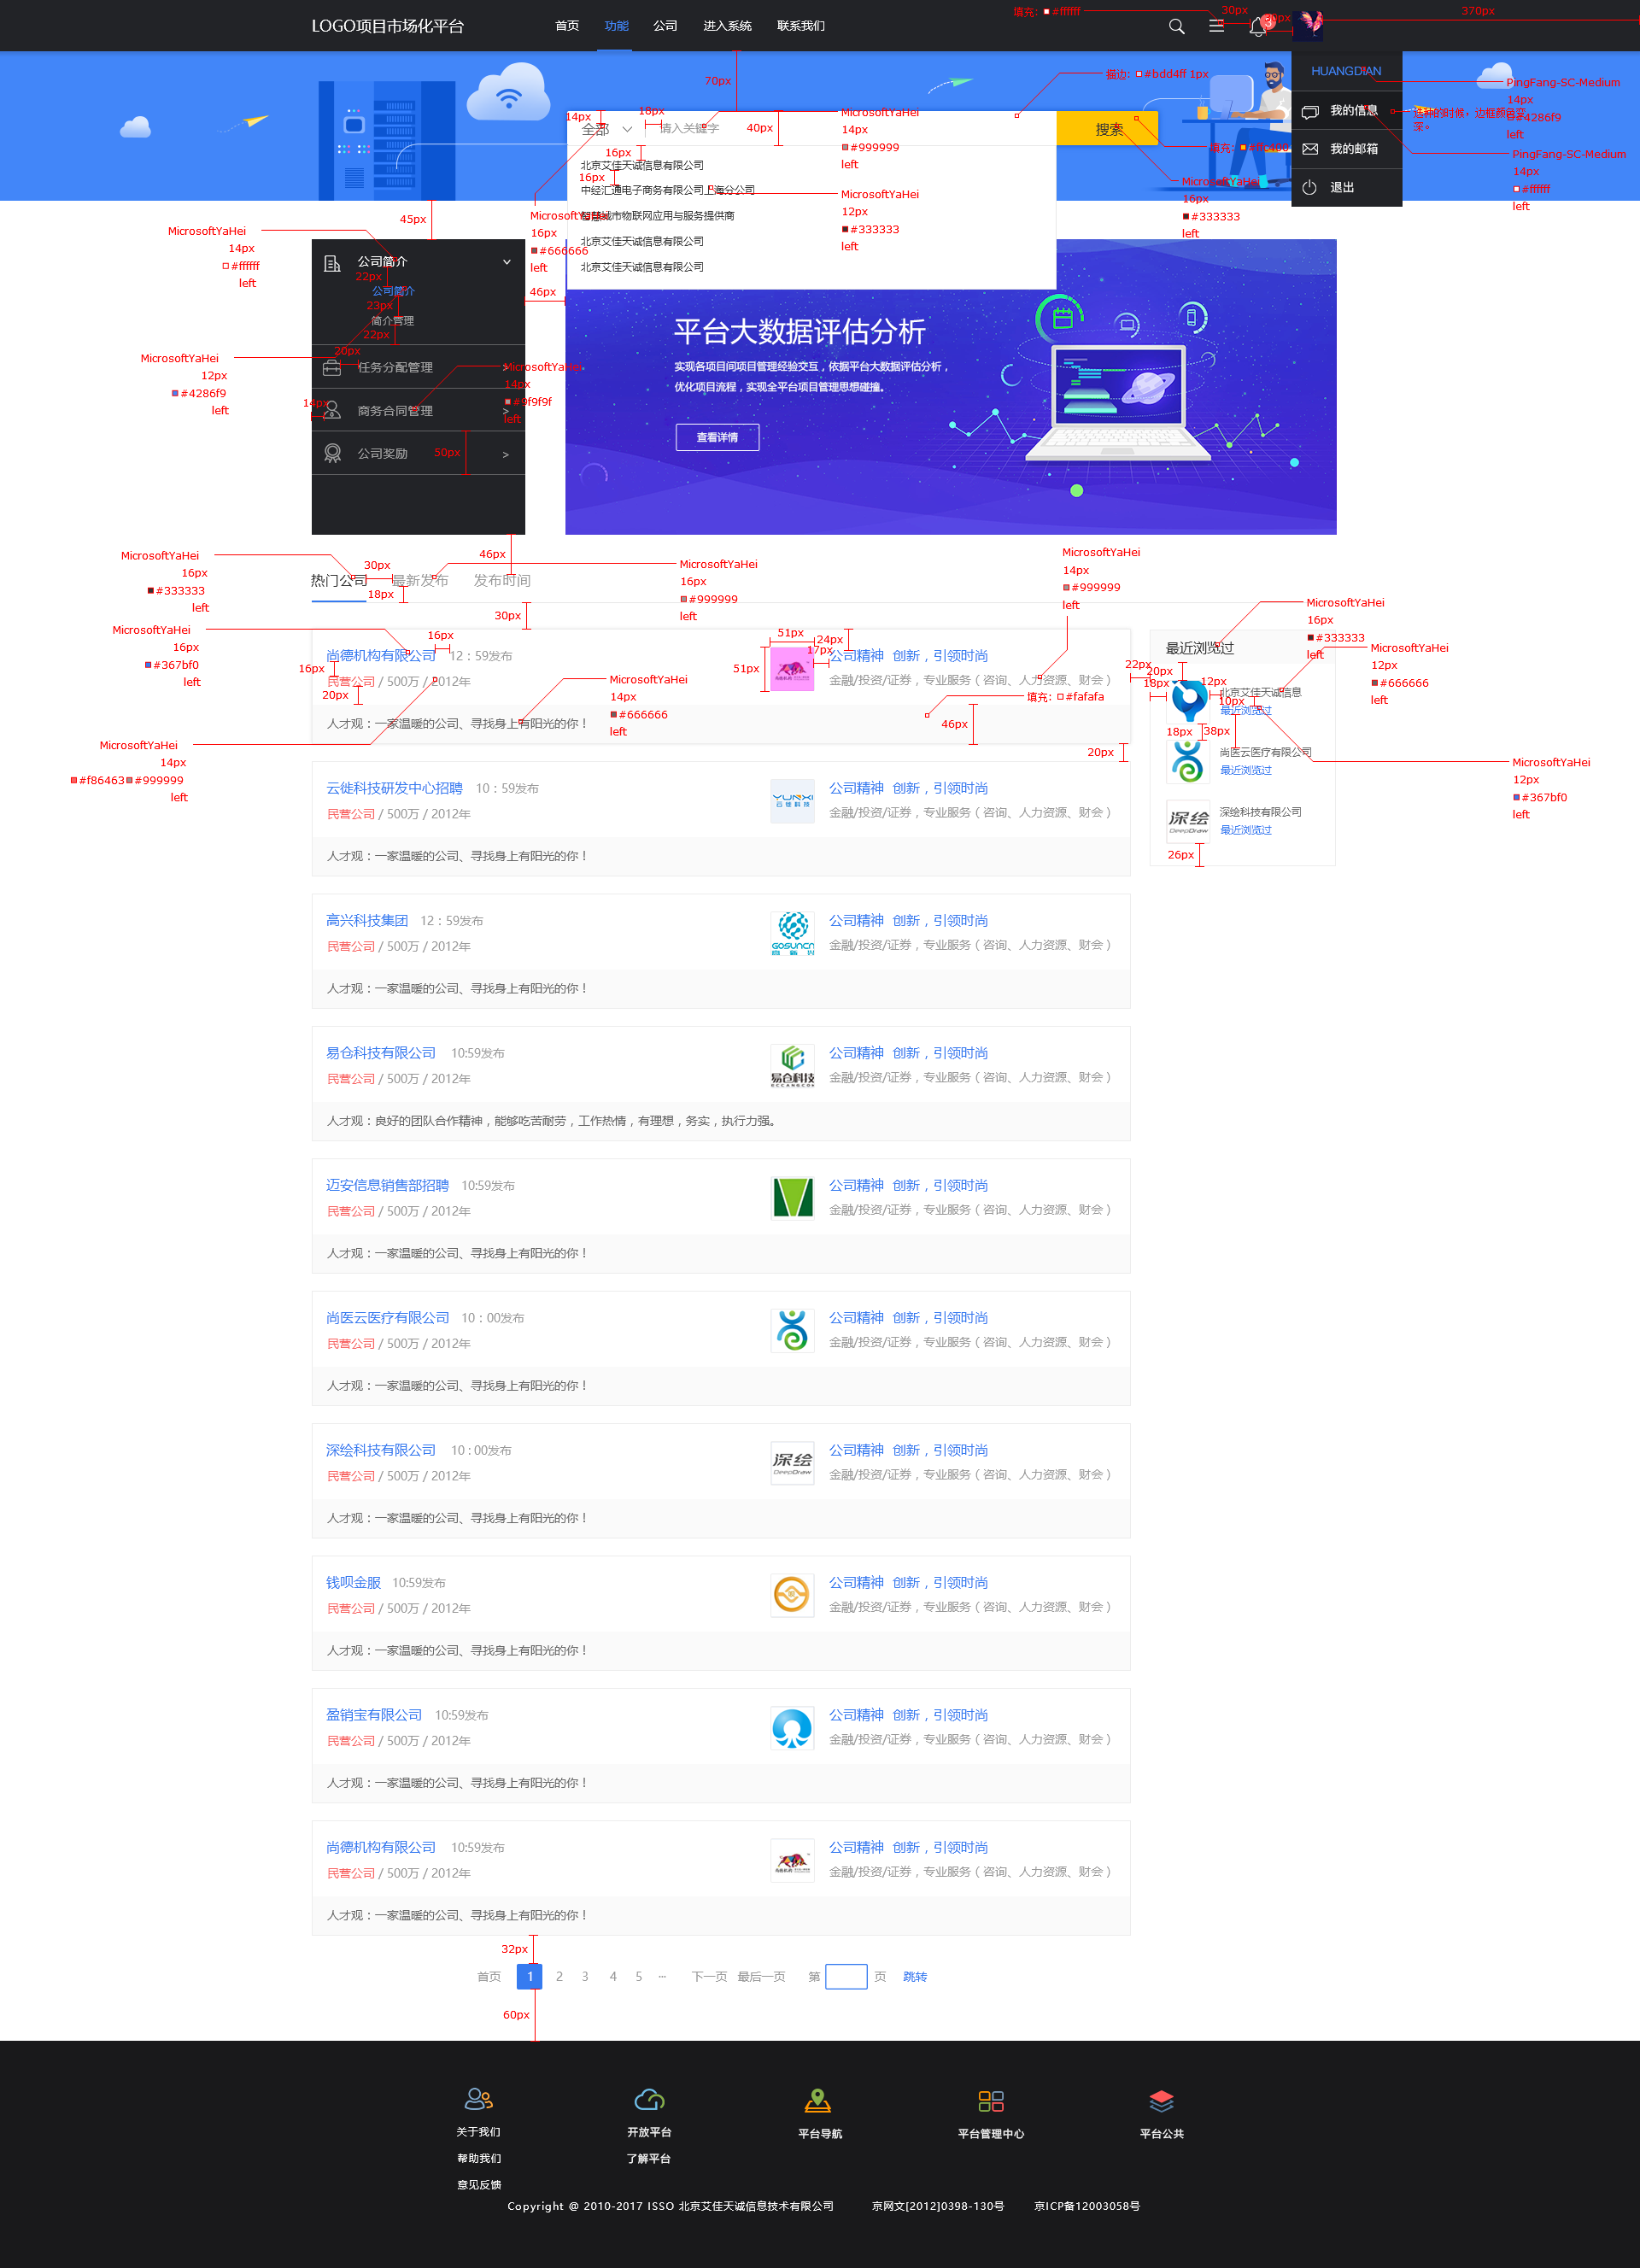 LOGO项目市场化平台
首页 功能 公司 进入系统 联系我们
填充: #ffffff
30px
3
370px
70px
描边: #bdd4ff 1px
HUANGDIAN
PingFang-SC-Medium
14px
#4286f9
left
我的信息
选种的时候，边框颜色变
我的邮箱
PingFang-SC-Medium
14px
#ffffff
left
退出
14px
18px
全部
请入关键字
40px
MicrosoftYaHei
14px
#999999
left
搜索
填充:
16px
北京艾佳天诚信息有限公司
16px
中经汇通电子商务有限公司上海分公司
MicrosoftYaHei
12px
#333333
left
MicrosoftYaHei
16px
#333333
left
智慧城市物联网应用与服务提供商
北京艾佳天诚信息有限公司
北京艾佳天诚信息有限公司
MicrosoftYaHei
16px
#666666
left
45px
46px
MicrosoftYaHei
14px
#ffffff
left
公司简介
22px
公司简介
23px
简介管理
22px
MicrosoftYaHei
12px
#4286f9
left
20px
任务分配管理 >
MicrosoftYaHei
14px
#9f9f9f
left
14px
商务合同管理 >
公司奖励 >
50px
平台大数据评估分析
实现各项目间项目管理经验交互，依据平台大数据评估分析，
优化项目流程，实现全平台项目管理思想碰撞。
查看详情
46px
MicrosoftYaHei
16px
#333333
left
30px
热门公司 最新发布 发布时间
18px
MicrosoftYaHei
16px
#999999
left
30px
MicrosoftYaHei
14px
#999999
left
MicrosoftYaHei
16px
#333333
left
MicrosoftYaHei
16px
#367bf0
left
16px
尚德机构有限公司 12：59发布
16px
民营公司 / 500万 / 2012年
20px
51px
24px
51px
17px
公司精神 创新，引领时尚
金融/投资/证券，专业服务（咨询、人力资源、财会）
MicrosoftYaHei
14px
#666666
left
填充: #fafafa
人才观：一家温暖的公司、寻找身上有阳光的你！
46px
20px
MicrosoftYaHei
14px
#f86463 #999999
left
最近浏览过
22px
20px
18px
12px
北京艾佳天诚信息
10px
最近浏览过
MicrosoftYaHei
12px
#666666
left
18px
38px
尚医云医疗有限公司
最近浏览过
MicrosoftYaHei
12px
#367bf0
left
深绘
DeepDraw
深绘科技有限公司
最近浏览过
26px
云徙科技研发中心招聘 10：59发布
民营公司 / 500万 / 2012年
YUNXI
云徙科技
公司精神 创新，引领时尚
金融/投资/证券，专业服务（咨询、人力资源、财会）
人才观：一家温暖的公司、寻找身上有阳光的你！
高兴科技集团 12：59发布
民营公司 / 500万 / 2012年
GOSUNCN
公司精神 创新，引领时尚
金融/投资/证券，专业服务（咨询、人力资源、财会）
人才观：一家温暖的公司、寻找身上有阳光的你！
易仓科技有限公司 10:59发布
民营公司 / 500万 / 2012年
易仓科技
公司精神 创新，引领时尚
金融/投资/证券，专业服务（咨询、人力资源、财会）
人才观：良好的团队合作精神，能够吃苦耐劳，工作热情，有理想，务实，执行力强。
迈安信息销售部招聘 10:59发布
民营公司 / 500万 / 2012年
公司精神 创新，引领时尚
金融/投资/证券，专业服务（咨询、人力资源、财会）
人才观：一家温暖的公司、寻找身上有阳光的你！
尚医云医疗有限公司 10：00发布
民营公司 / 500万 / 2012年
公司精神 创新，引领时尚
金融/投资/证券，专业服务（咨询、人力资源、财会）
人才观：一家温暖的公司、寻找身上有阳光的你！
深绘科技有限公司 10 : 00发布
民营公司 / 500万 / 2012年
深绘
DeepDraw
公司精神 创新，引领时尚
金融/投资/证券，专业服务（咨询、人力资源、财会）
人才观：一家温暖的公司、寻找身上有阳光的你！
钱呗金服 10:59发布
民营公司 / 500万 / 2012年
公司精神 创新，引领时尚
金融/投资/证券，专业服务（咨询、人力资源、财会）
人才观：一家温暖的公司、寻找身上有阳光的你！
盈销宝有限公司 10:59发布
民营公司 / 500万 / 2012年
公司精神 创新，引领时尚
金融/投资/证券，专业服务（咨询、人力资源、财会）
人才观：一家温暖的公司、寻找身上有阳光的你！
尚德机构有限公司 10:59发布
民营公司 / 500万 / 2012年
公司精神 创新，引领时尚
金融/投资/证券，专业服务（咨询、人力资源、财会）
人才观：一家温暖的公司、寻找身上有阳光的你！
32px
首页 1 2 3 4 5 ··· 下一页 最后一页 第 页 跳转
60px
关于我们 开放平台 平台导航 平台管理中心 平台公共
帮助我们 了解平台
意见反馈
Copyright @ 2010-2017 ISSO 北京艾佳天诚信息技术有限公司 京网文[2012]0398-130号 京ICP备12003058号